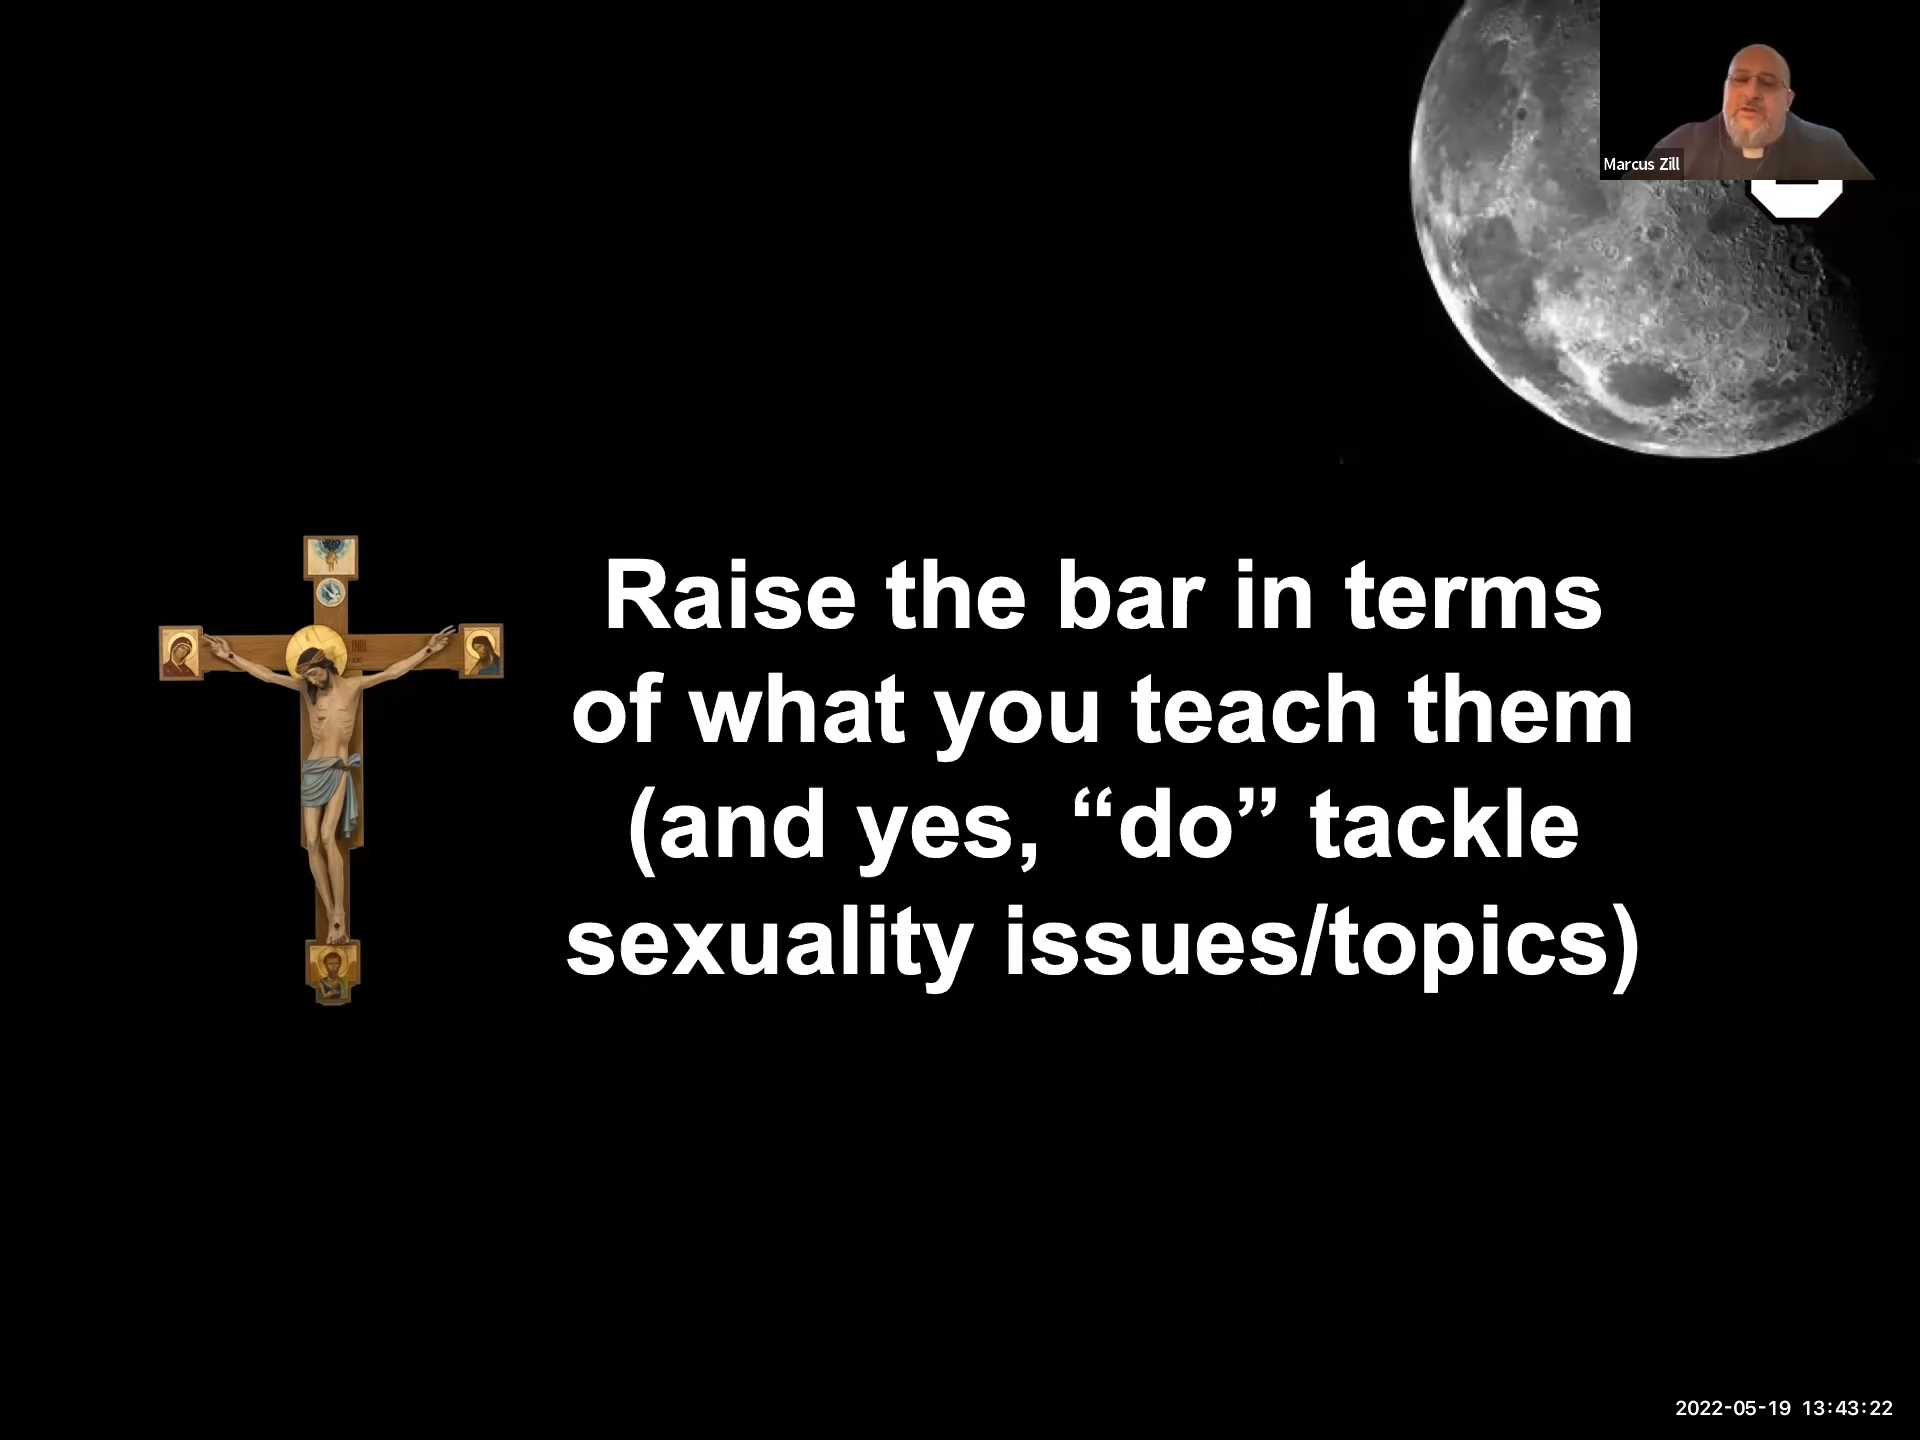 Marcus Zill
Raise the bar in terms
of what you teach them
(and yes, “do” tackle
sexuality issues/topics)
2022-05-19 13:43:22